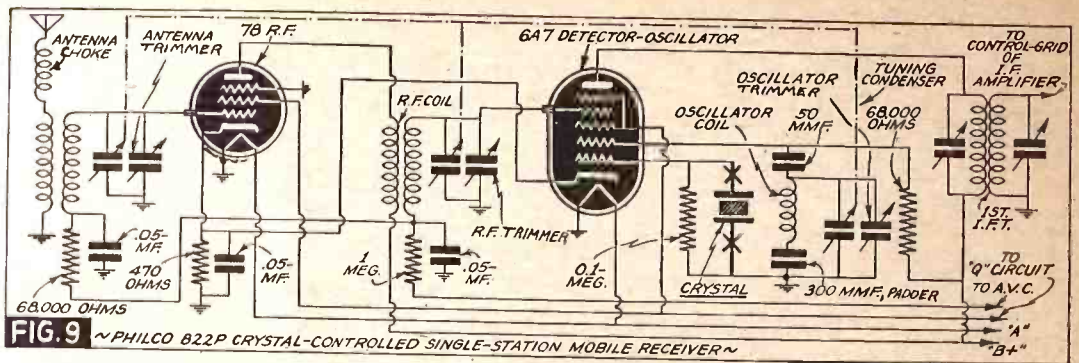 ANTENNA
CHOKE
ANTENNA
TRIMMER
78 R.F.
6A7 DETECTOR-OSCILLATOR
TO
CONTROL-GRID
OF
I.F.
AMPLIFIER
R.F. COIL
OSCILLATOR
COIL
OSCILLATOR
TRIMMER
50
MMF.
TUNING
CONDENSER
68,000
OHMS
1ST.
I.F.T.
.05-
MF.
470
OHMS
68,000 OHMS
.05-
MF.
1
MEG.
R.F. TRIMMER
.05-
MF.
0.1-
MEG.
CRYSTAL
300 MMF., PADDER
TO
"Q" CIRCUIT
TO A.V.C.
"A"
"B+"
FIG. 9 ~PHILCO 822P CRYSTAL-CONTROLLED SINGLE-STATION MOBILE RECEIVER~